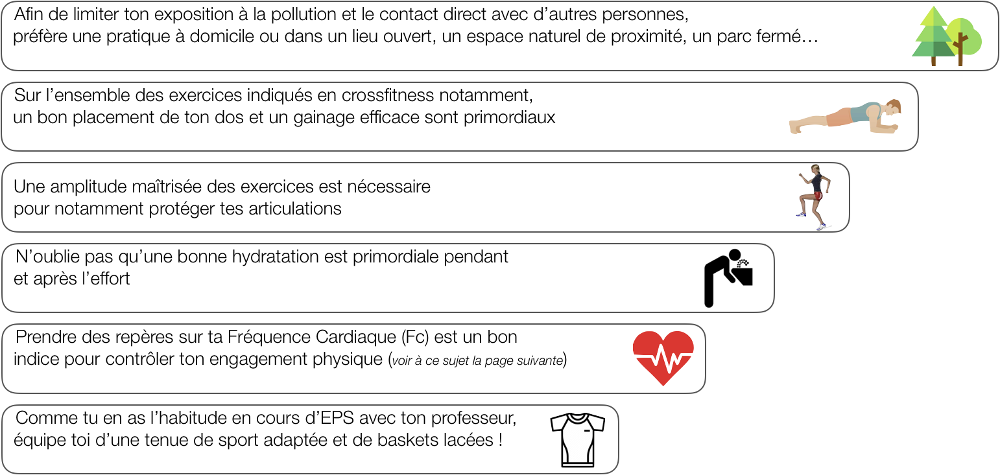 Afin de limiter ton exposition à la pollution et le contact direct avec d’autres personnes,
préfère une pratique à domicile ou dans un lieu ouvert, un espace naturel de proximité, un parc fermé…
Sur l’ensemble des exercices indiqués en crossfitness notamment,
un bon placement de ton dos et un gainage efficace sont primordiaux
Une amplitude maîtrisée des exercices est nécessaire
pour notamment protéger tes articulations
N’oublie pas qu’une bonne hydratation est primordiale pendant
et après l’effort
Prendre des repères sur ta Fréquence Cardiaque (Fc) est un bon
indice pour contrôler ton engagement physique (voir à ce sujet la page suivante)
Comme tu en as l’habitude en cours d’EPS avec ton professeur,
équipe toi d’une tenue de sport adaptée et de baskets lacées !